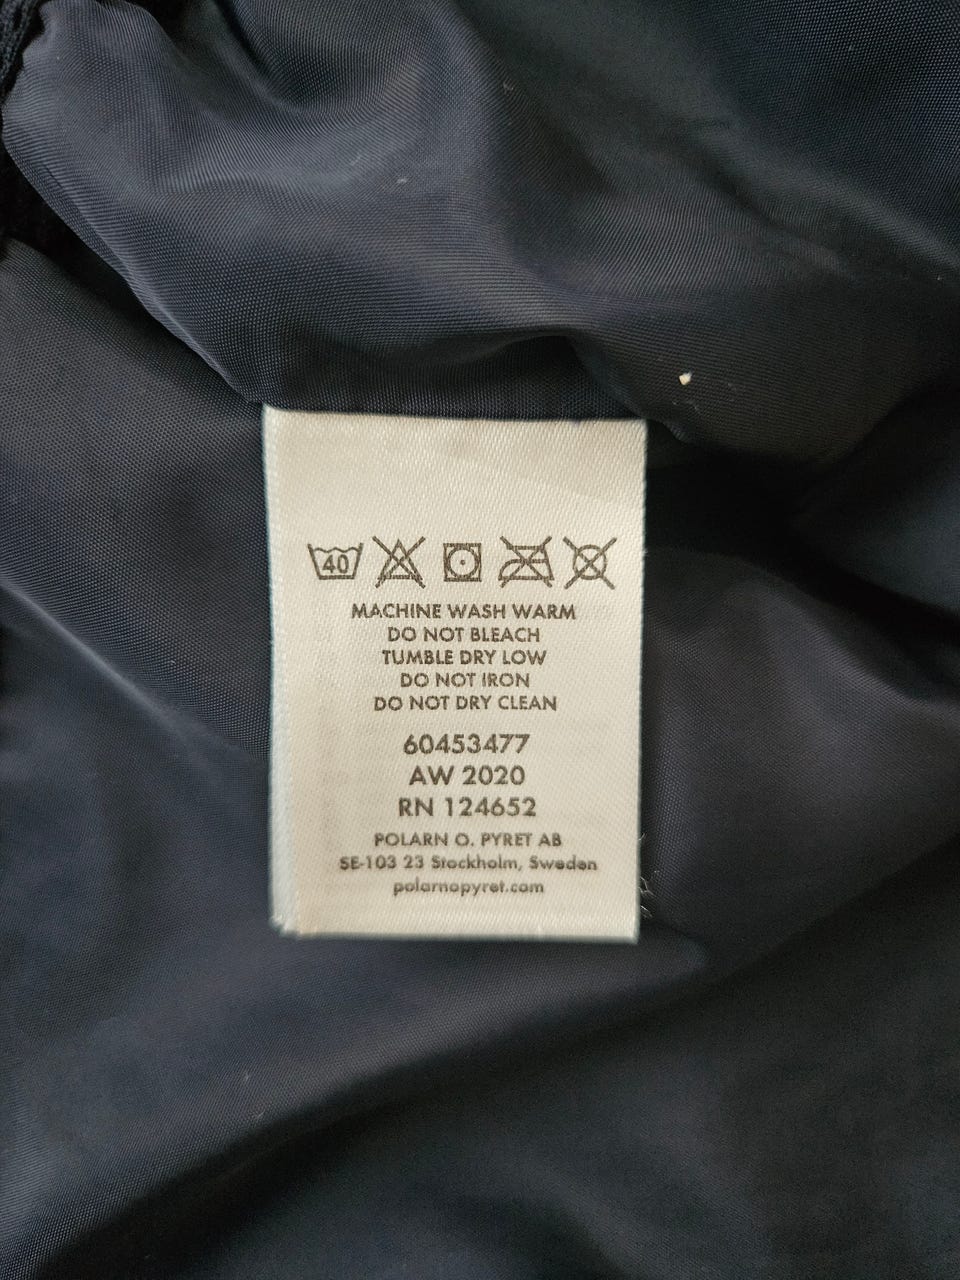 40
MACHINE WASH WARM
DO NOT BLEACH
TUMBLE DRY LOW
DO NOT IRON
DO NOT DRY CLEAN
60453477
AW 2020
RN 124652
POLARN O. PYRET AB
SE-103 23 Stockholm, Sweden
polarnopyret.com